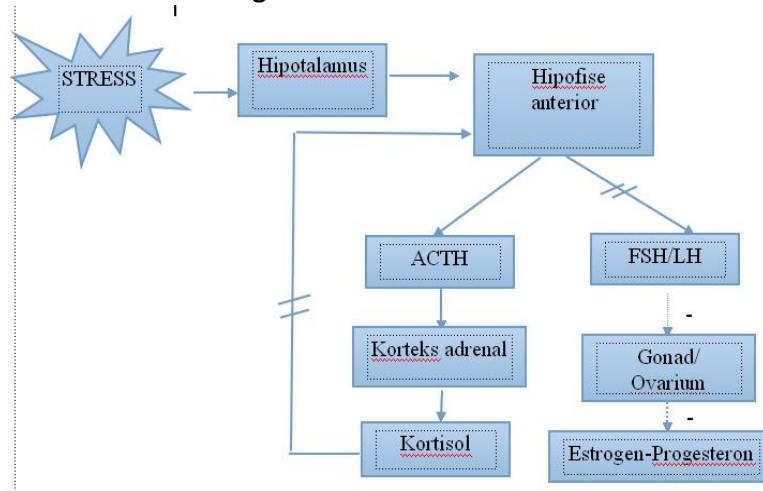 STRESS
Hipotalamus
Hipofise
anterior
ACTH
FSH/LH
-
Korteks adrenal
Gonad/
Ovarium
-
Kortisol
Estrogen-Progesteron